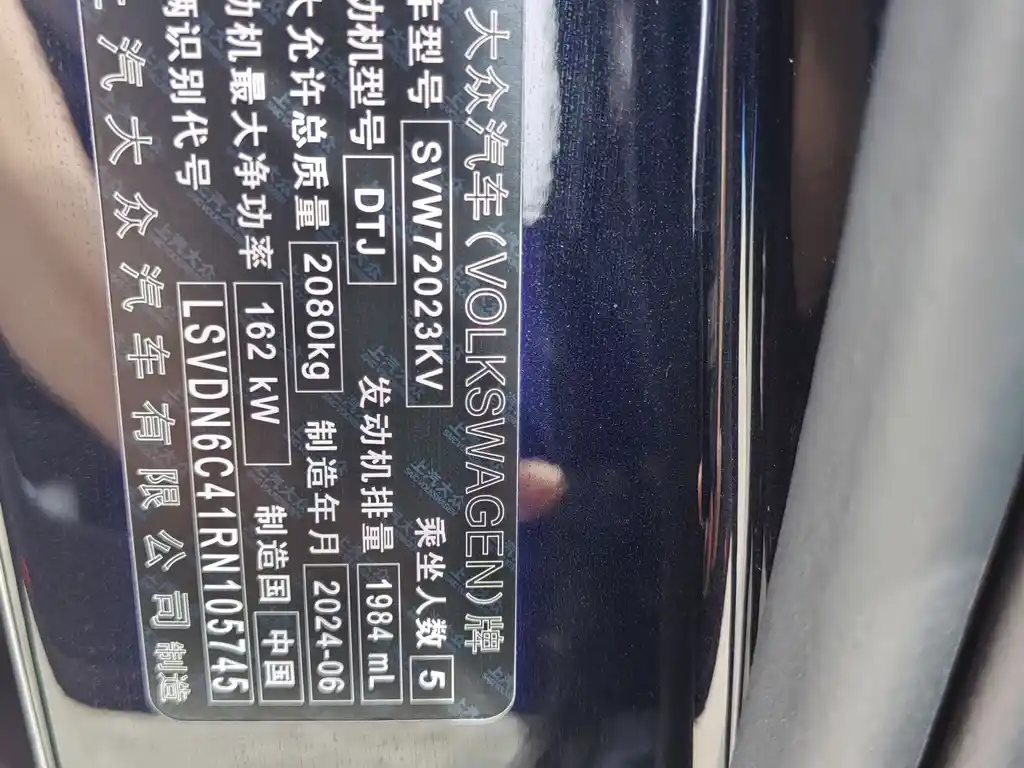 大众汽车(VOLKSWAGEN)牌
车型号 SVW72023KV 乘坐人数 5
动机型号 DTJ 发动机排量 1984 mL
大允许总质量 2080kg 制造年月 2024-06
动机最大净功率 162 kW 制造国 中国
辆识别代号 LSVDN6C41RN105745
汽大众汽车有限公司制造